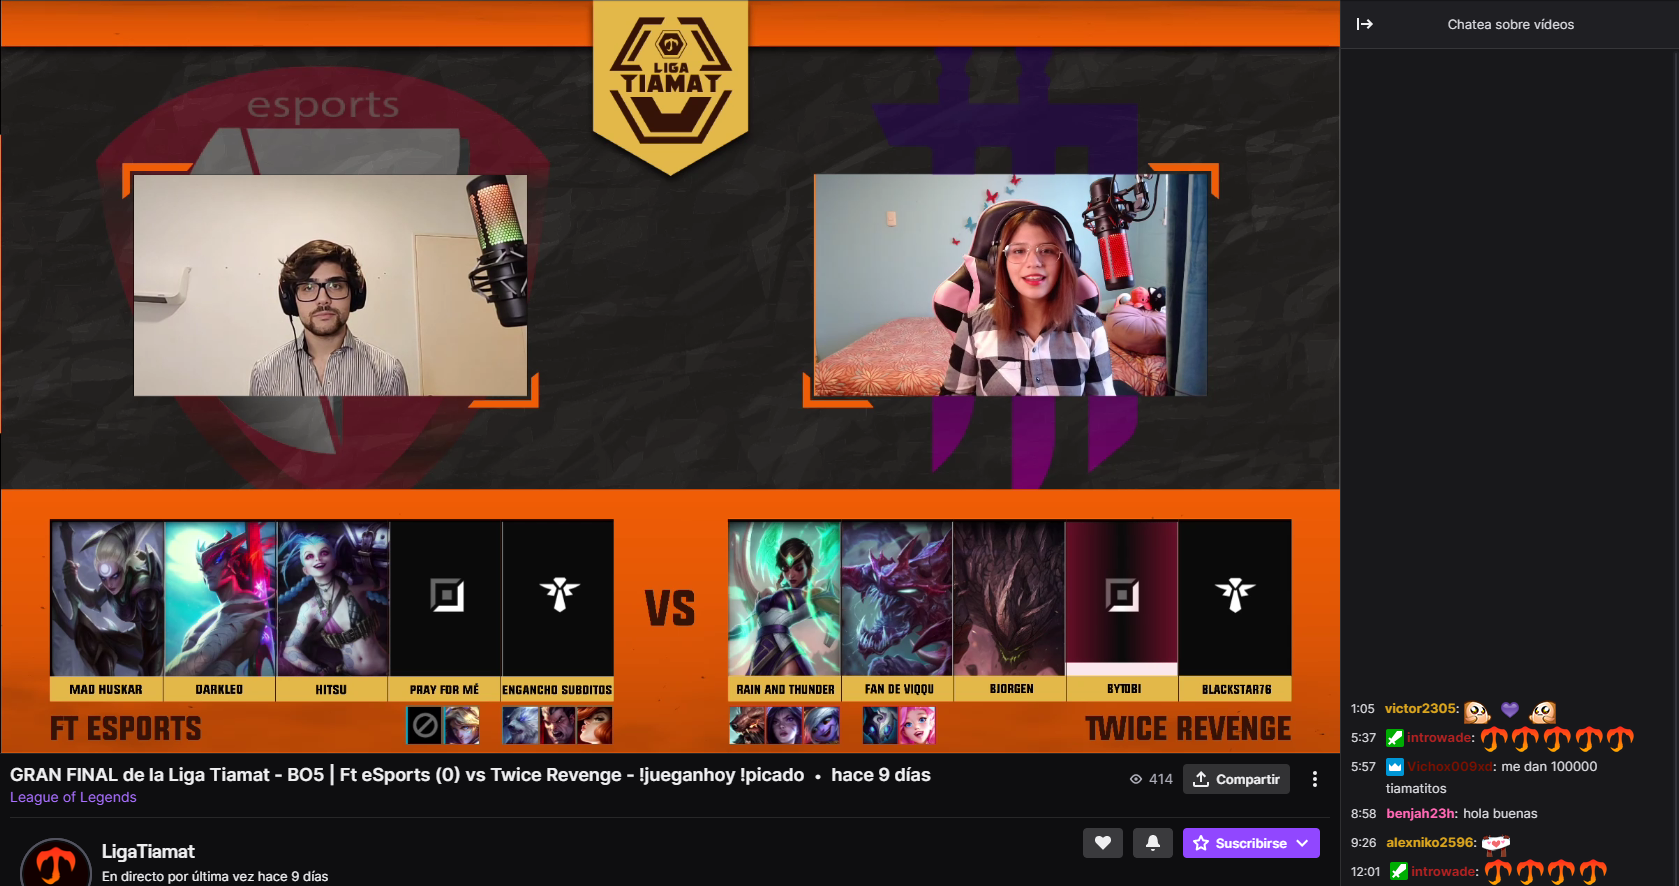 esports
LIGA
TIAMAT
MAD HUSKAR
DARKLEO
HITSU
PRAY FOR MÉ
ENGANCHO SUBDITOS
VS
RAIN AND THUNDER
FAN DE VIQQU
BJORGEN
BYTOBI
BLACKSTAR76
FT ESPORTS
TWICE REVENGE
GRAN FINAL de la Liga Tiamat - BO5 | Ft eSports (0) vs Twice Revenge - !jueganhoy !picado • hace 9 días
League of Legends
414
Compartir
LigaTiamat
En directo por última vez hace 9 días
Suscribirse
Chatea sobre vídeos
1:05 victor2305:
5:37 introwade:
5:57 Vichox009xd: me dan 100000
tiamatitos
8:58 benjah23h: hola buenas
9:26 alexniko2596:
12:01 introwade: